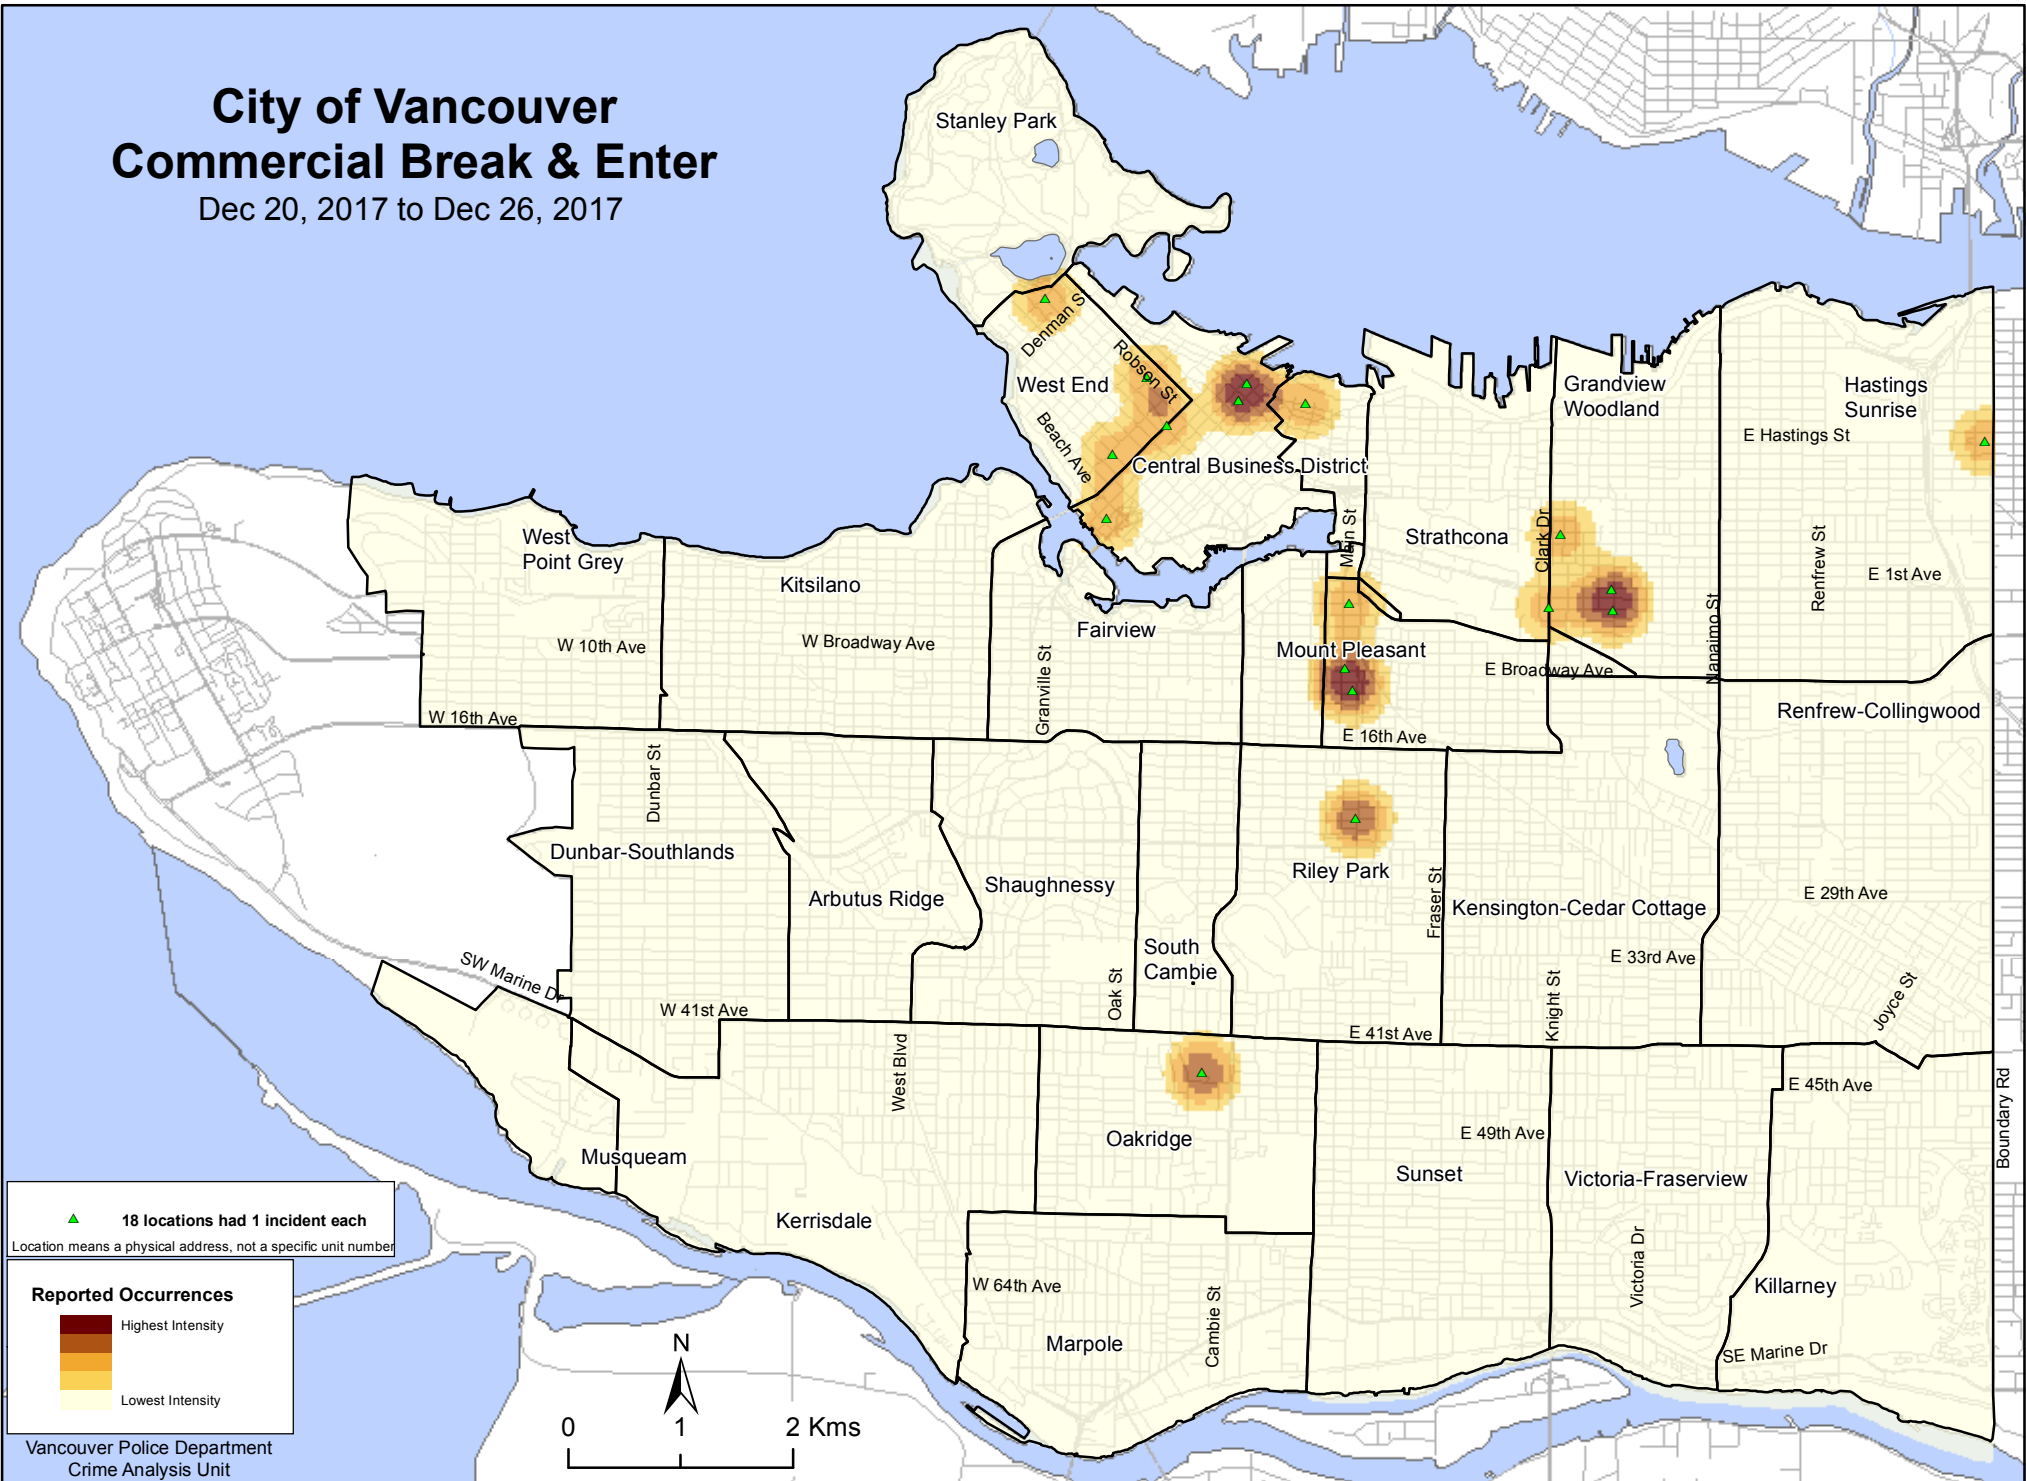 City of Vancouver
Commercial Break & Enter
Dec 20, 2017 to Dec 26, 2017
Stanley Park
Denman S
Robson St
West End
Beach Ave
Central Business District
Grandview
Woodland
Hastings
Sunrise
E Hastings St
Main St
Strathcona
Clark Dr
Renfrew St
E 1st Ave
Nanaimo St
West
Point Grey
Kitsilano
Fairview
W 10th Ave
W Broadway Ave
Granville St
Mount Pleasant
E Broadway Ave
W 16th Ave
E 16th Ave
Renfrew-Collingwood
Dunbar St
Dunbar-Southlands
Arbutus Ridge
Shaughnessy
Riley Park
Fraser St
Kensington-Cedar Cottage
E 29th Ave
South
Cambie
E 33rd Ave
SW Marine Dr
W 41st Ave
Oak St
E 41st Ave
Knight St
Joyce St
West Blvd
E 45th Ave
Boundary Rd
Oakridge
E 49th Ave
Musqueam
Sunset
Victoria-Fraserview
Kerrisdale
Victoria Dr
W 64th Ave
Cambie St
Killarney
Marpole
SE Marine Dr
18 locations had 1 incident each
Location means a physical address, not a specific unit number
Reported Occurrences
Highest Intensity
Lowest Intensity
Vancouver Police Department
Crime Analysis Unit
N
0 1 2 Kms